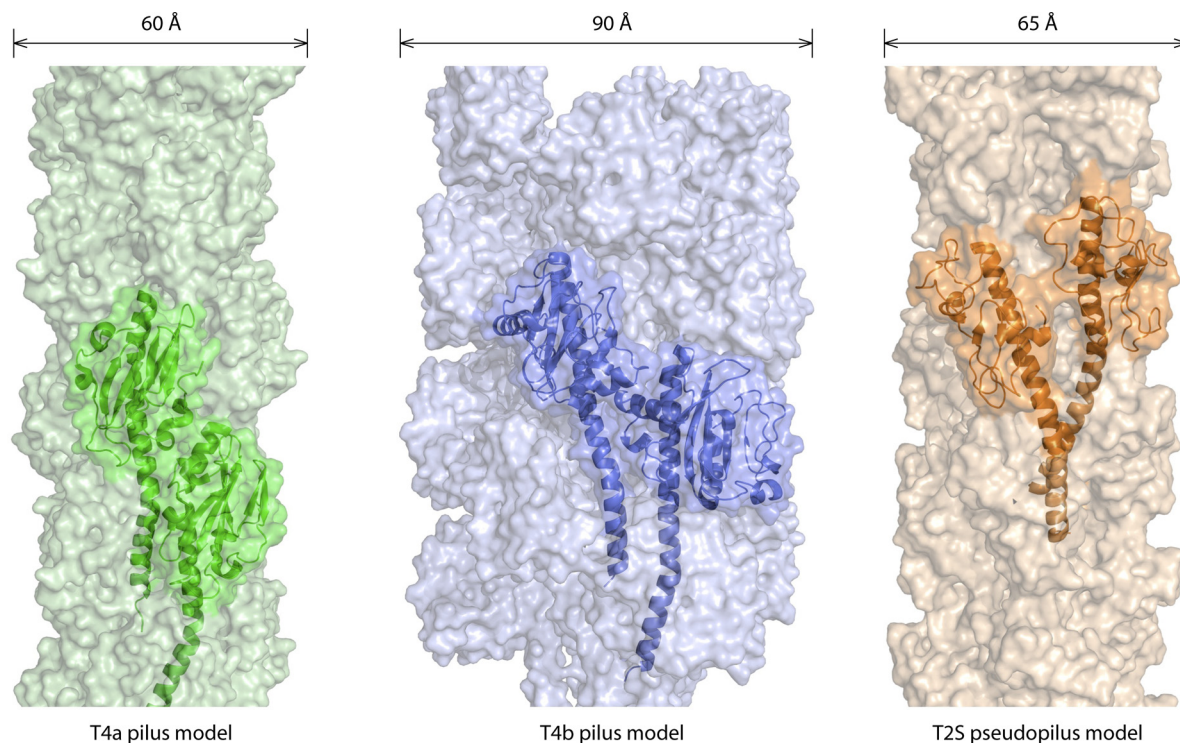 60 Å
90 Å
65 Å
T4a pilus model
T4b pilus model
T2S pseudopilus model